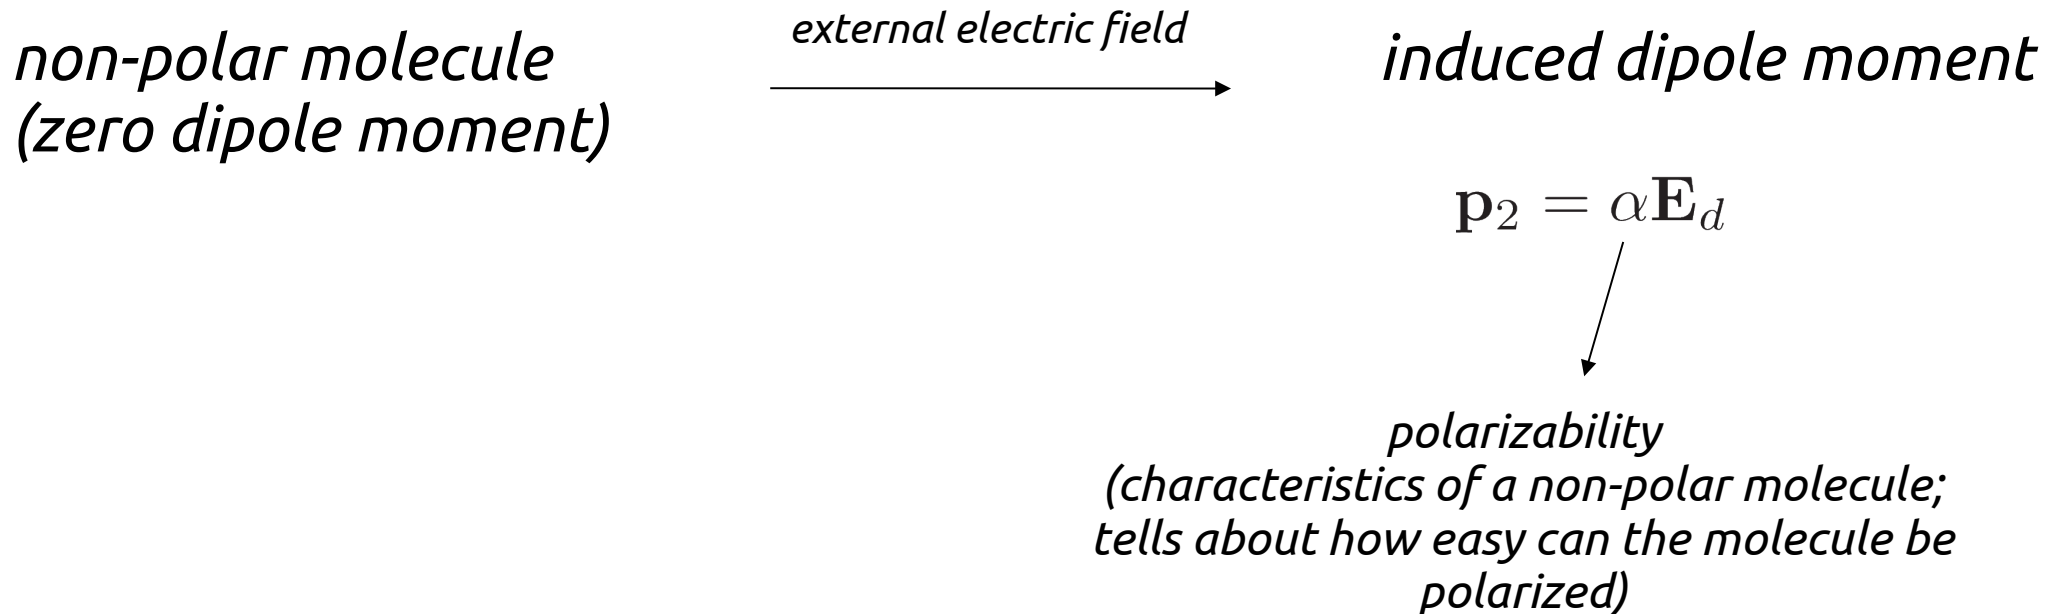 non-polar molecule
(zero dipole moment)
external electric field
induced dipole moment
p₂ = αE_d
polarizability
(characteristics of a non-polar molecule;
tells about how easy can the molecule be
polarized)